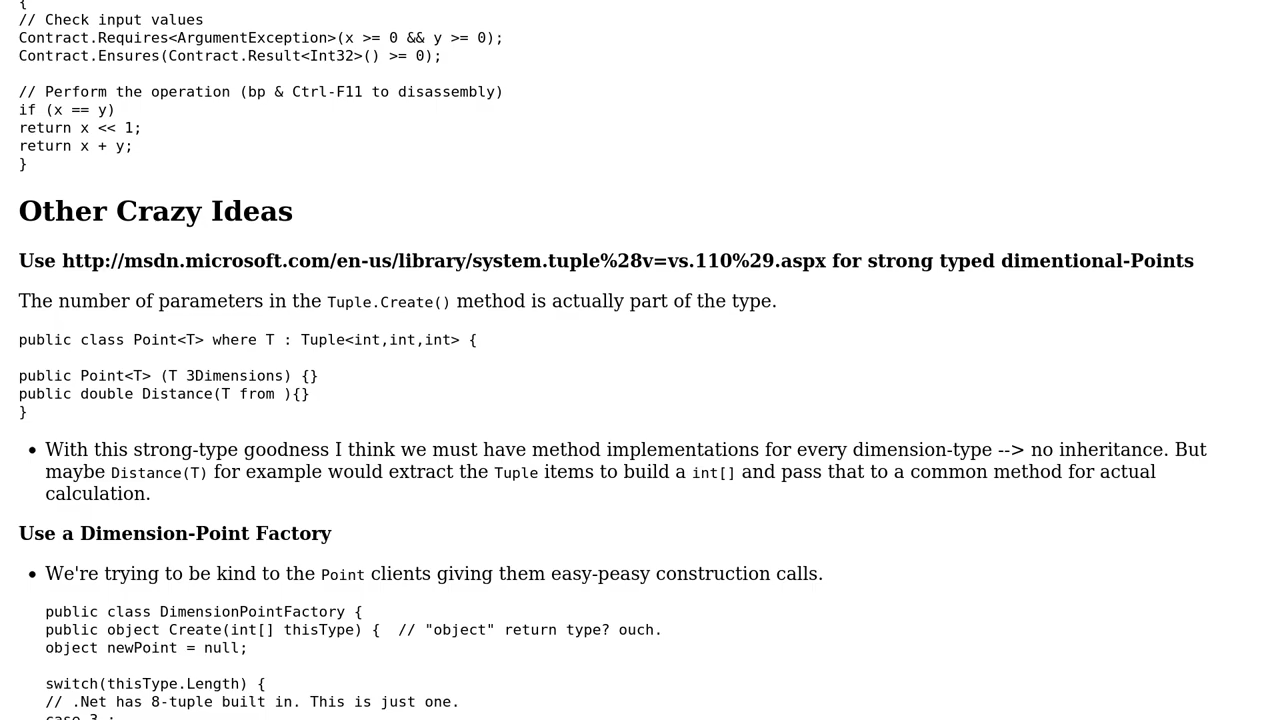 {
// Check input values
Contract.Requires<ArgumentException>(x >= 0 && y >= 0);
Contract.Ensures(Contract.Result<Int32>() >= 0);
// Perform the operation (bp & Ctrl-F11 to disassembly)
if (x == y)
return x << 1;
return x + y;
}
Other Crazy Ideas
Use http://msdn.microsoft.com/en-us/library/system.tuple%28v=vs.110%29.aspx for strong typed dimentional-Points
The number of parameters in the Tuple.Create() method is actually part of the type.
public class Point<T> where T : Tuple<int,int,int> {
public Point<T> (T 3Dimensions) {}
public double Distance(T from ){}
}
• With this strong-type goodness I think we must have method implementations for every dimension-type --> no inheritance. But
maybe Distance(T) for example would extract the Tuple items to build a int[] and pass that to a common method for actual
calculation.
Use a Dimension-Point Factory
• We're trying to be kind to the Point clients giving them easy-peasy construction calls.
public class DimensionPointFactory {
public object Create(int[] thisType) {  // "object" return type? ouch.
object newPoint = null;
switch(thisType.Length) {
// .Net has 8-tuple built in. This is just one.
case 3 :